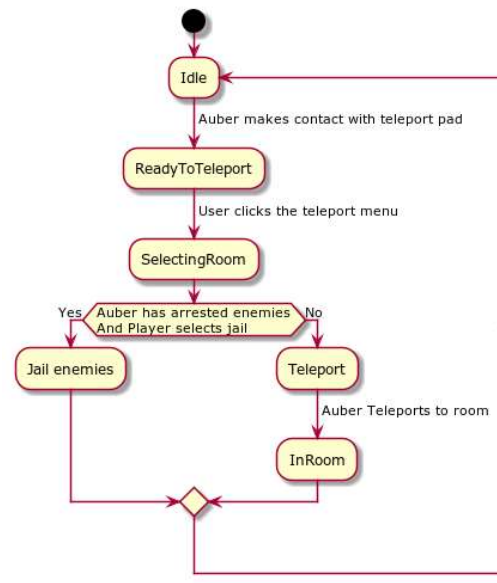 Idle
Auber makes contact with teleport pad
ReadyToTeleport
User clicks the teleport menu
SelectingRoom
Yes
Auber has arrested enemies
And Player selects jail
No
Jail enemies
Teleport
Auber Teleports to room
InRoom